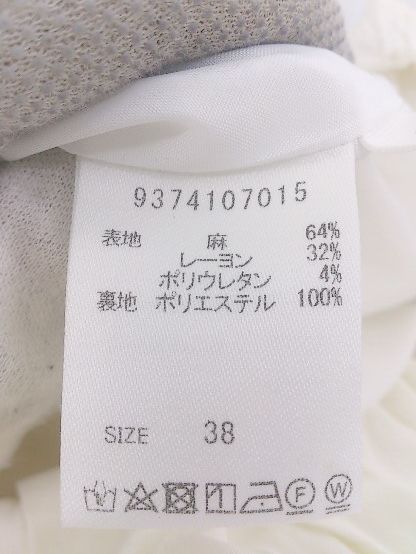 9374107015
表地 麻 64%
レーヨン 32%
ポリウレタン 4%
裏地 ポリエステル 100%
SIZE 38
F W